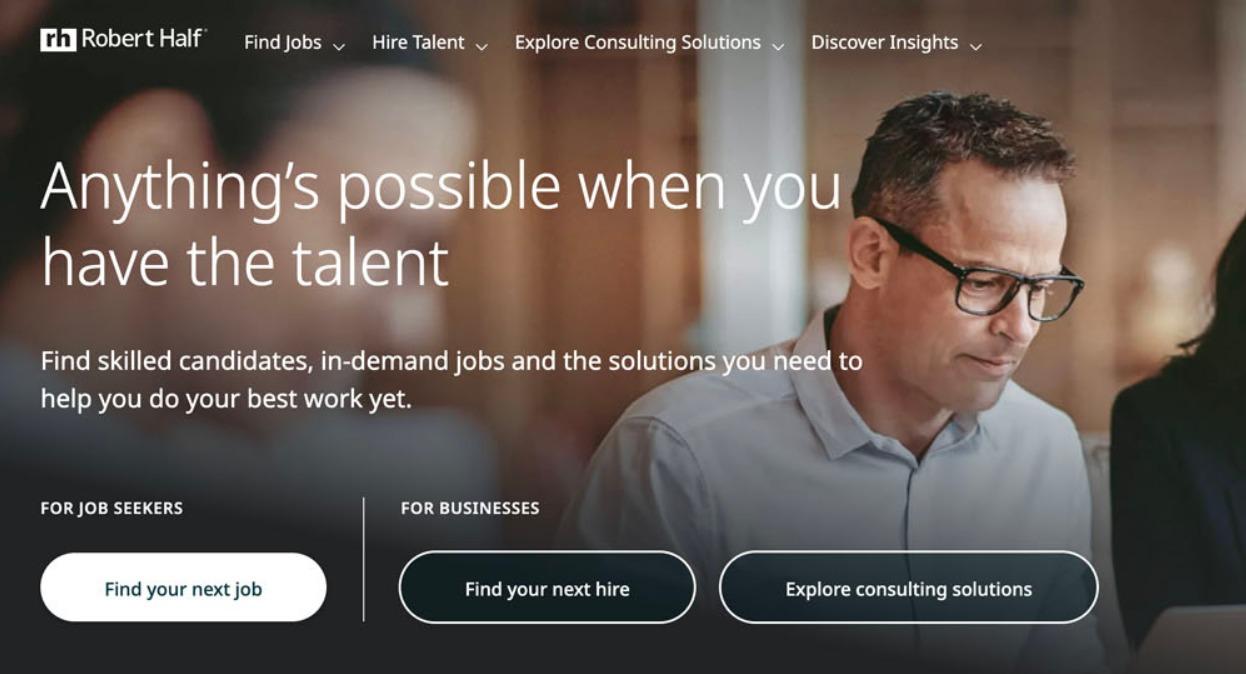 rh Robert Half®
Find Jobs
Hire Talent
Explore Consulting Solutions
Discover Insights
Anything's possible when you
have the talent
Find skilled candidates, in-demand jobs and the solutions you need to
help you do your best work yet.
FOR JOB SEEKERS
FOR BUSINESSES
Find your next job
Find your next hire
Explore consulting solutions